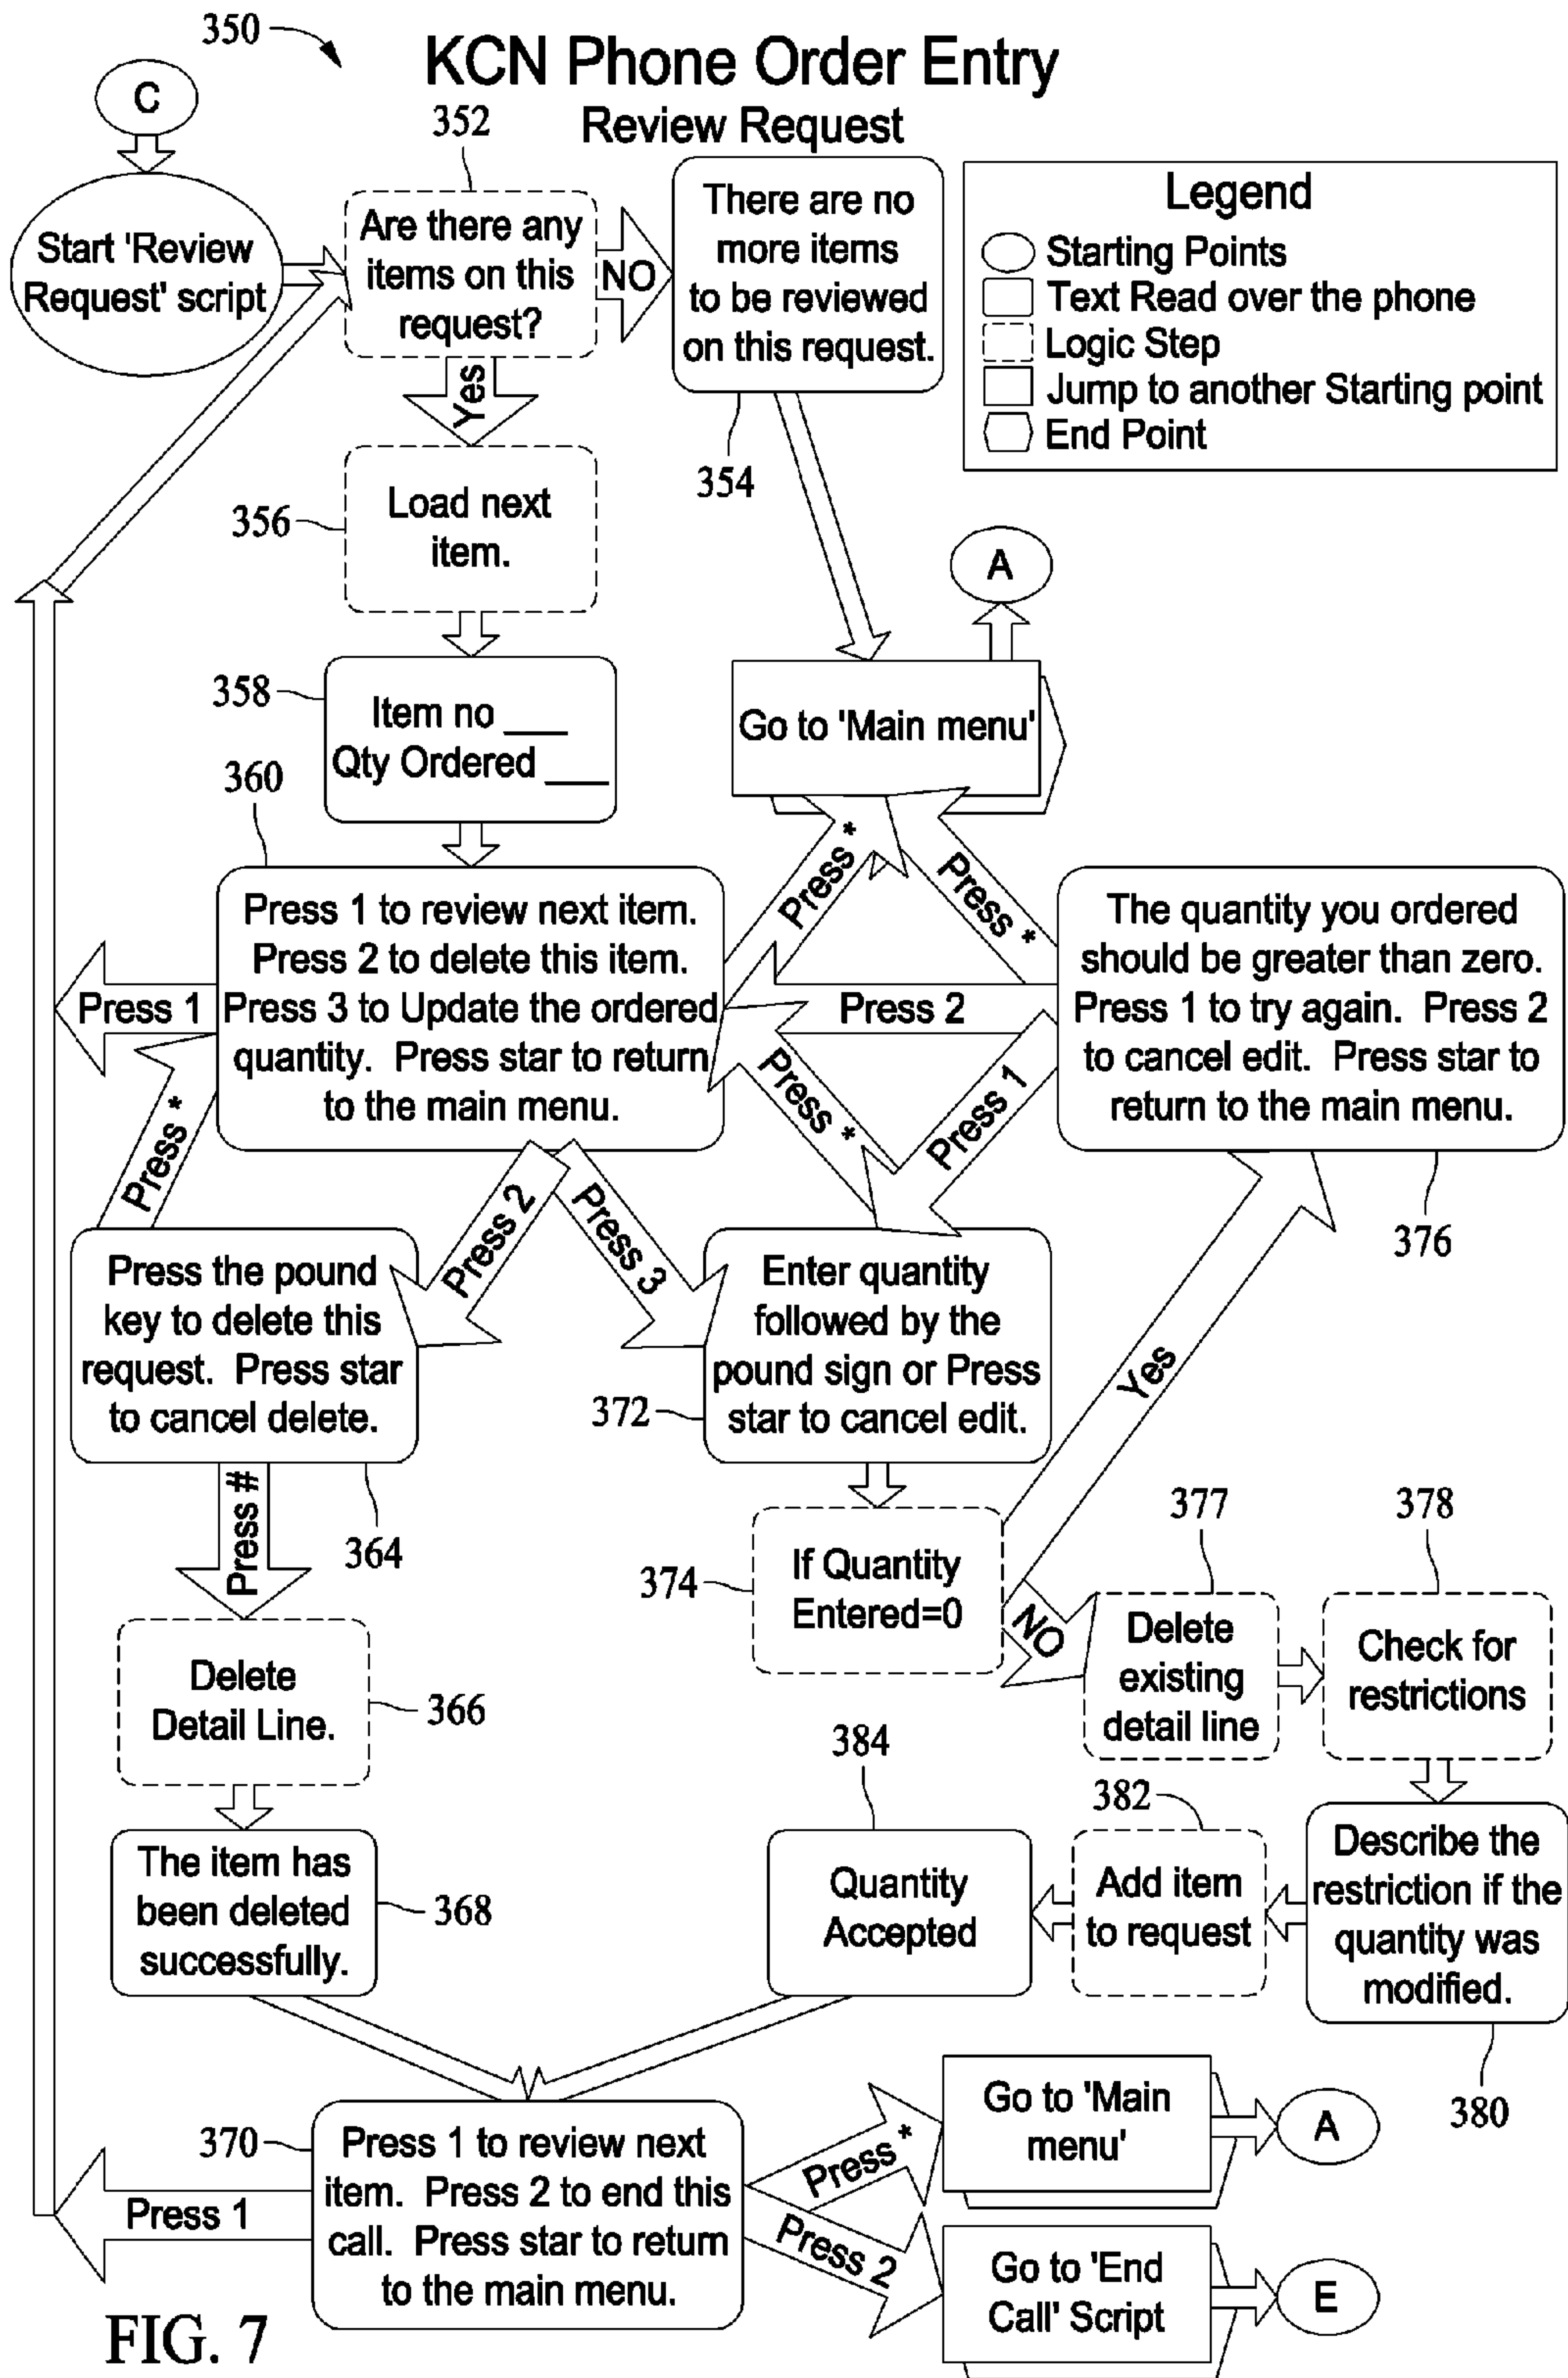 350
KCN Phone Order Entry
Review Request
C
Start 'Review
Request' script
352
Are there any
items on this
request?
NO
There are no
more items
to be reviewed
on this request.
354
Legend
Starting Points
Text Read over the phone
Logic Step
Jump to another Starting point
End Point
Yes
356
Load next
item.
A
358
Item no ___
Qty Ordered ___
Go to 'Main menu'
360
Press 1 to review next item.
Press 2 to delete this item.
Press 3 to Update the ordered
quantity. Press star to return
to the main menu.
Press *
Press *
Press 1
Press 2
The quantity you ordered
should be greater than zero.
Press 1 to try again. Press 2
to cancel edit. Press star to
return to the main menu.
376
Press *
Press *
Press 1
Press 2
Press 3
Press the pound
key to delete this
request. Press star
to cancel delete.
364
Enter quantity
followed by the
pound sign or Press
star to cancel edit.
372
Yes
Press #
374
If Quantity
Entered=0
NO
377
Delete
existing
detail line
378
Check for
restrictions
Delete
Detail Line.
366
384
Quantity
Accepted
382
Add item
to request
Describe the
restriction if the
quantity was
modified.
380
The item has
been deleted
successfully.
368
370
Press 1 to review next
item. Press 2 to end this
call. Press star to return
to the main menu.
Press 1
Press *
Go to 'Main
menu'
A
Press 2
Go to 'End
Call' Script
E
FIG. 7